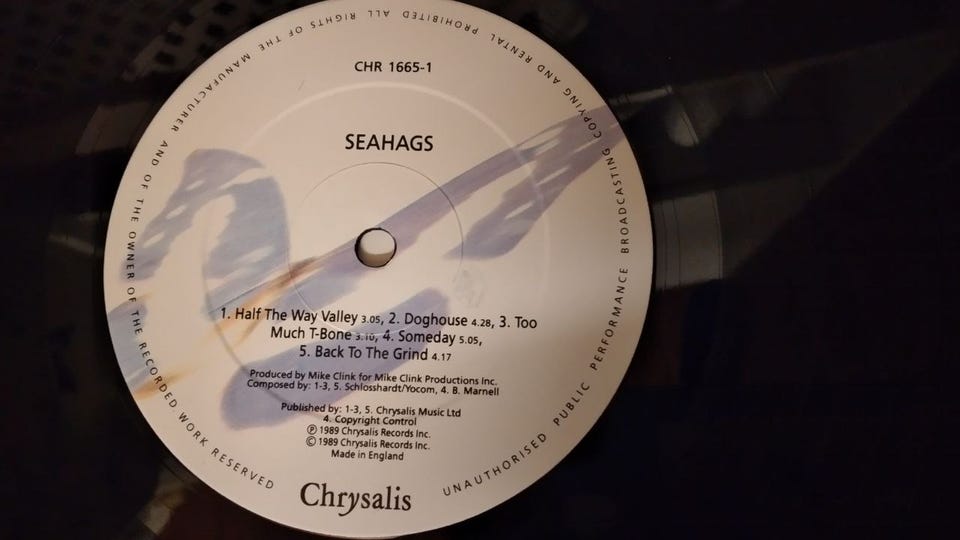 CHR 1665-1
SEAHAGS
1. Half The Way Valley 3.05, 2. Doghouse 4.28, 3. Too
Much T-Bone 3.10, 4. Someday 5.05,
5. Back To The Grind 4.17
Produced by Mike Clink for Mike Clink Productions Inc.
Composed by: 1-3, 5. Schlosshardt/Yocom, 4. B. Marnell
Published by: 1-3, 5. Chrysalis Music Ltd
4. Copyright Control
Ⓟ 1989 Chrysalis Records Inc.
© 1989 Chrysalis Records Inc.
Made in England
Chrysalis
ALL RIGHTS OF THE MANUFACTURER AND OF THE OWNER OF THE RECORDED WORK RESERVED UNAUTHORISED PUBLIC PERFORMANCE BROADCASTING COPYING AND RENTAL PROHIBITED